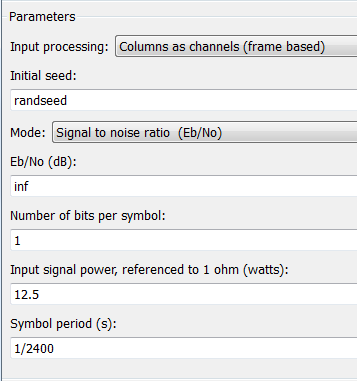 Parameters
Input processing: Columns as channels (frame based)
Initial seed:
randseed
Mode: Signal to noise ratio (Eb/No)
Eb/No (dB):
inf
Number of bits per symbol:
1
Input signal power, referenced to 1 ohm (watts):
12.5
Symbol period (s):
1/2400